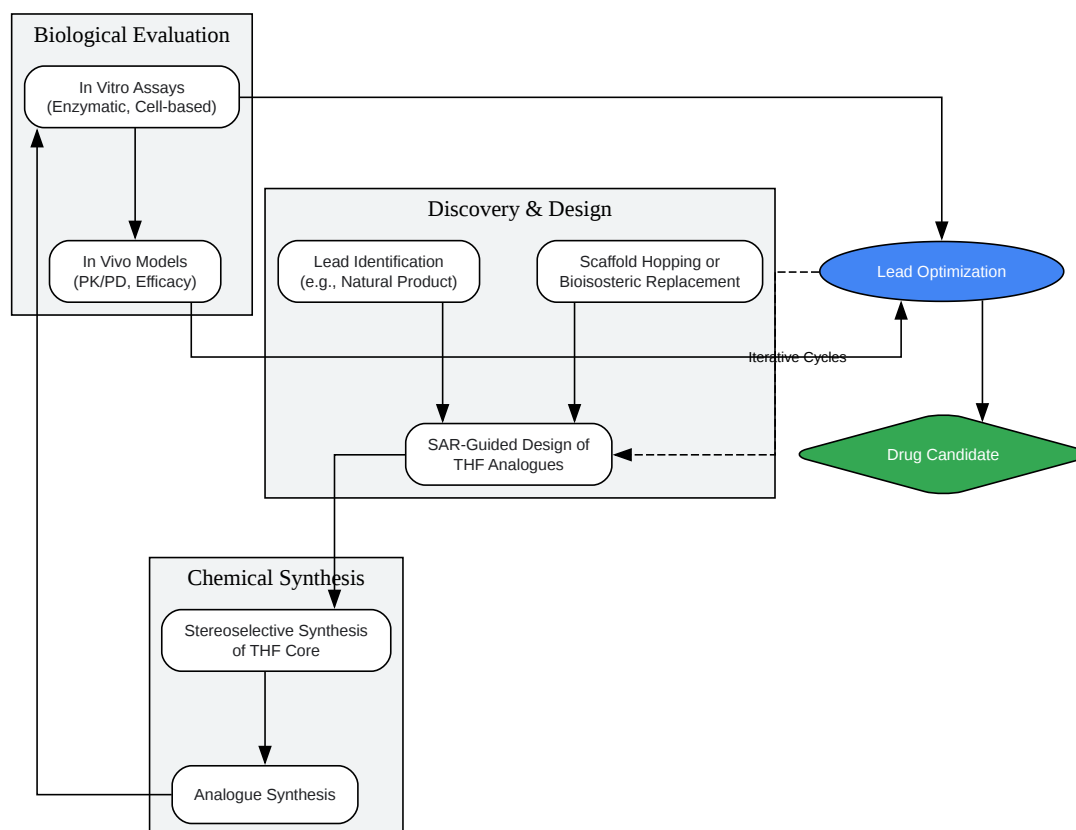 Biological Evaluation
In Vitro Assays
(Enzymatic, Cell-based)
In Vivo Models
(PK/PD, Efficacy)
Discovery & Design
Lead Identification
(e.g., Natural Product)
Scaffold Hopping or
Bioisosteric Replacement
Lead Optimization
Iterative Cycles
SAR-Guided Design of
THF Analogues
Drug Candidate
Chemical Synthesis
Stereoselective Synthesis
of THF Core
Analogue Synthesis